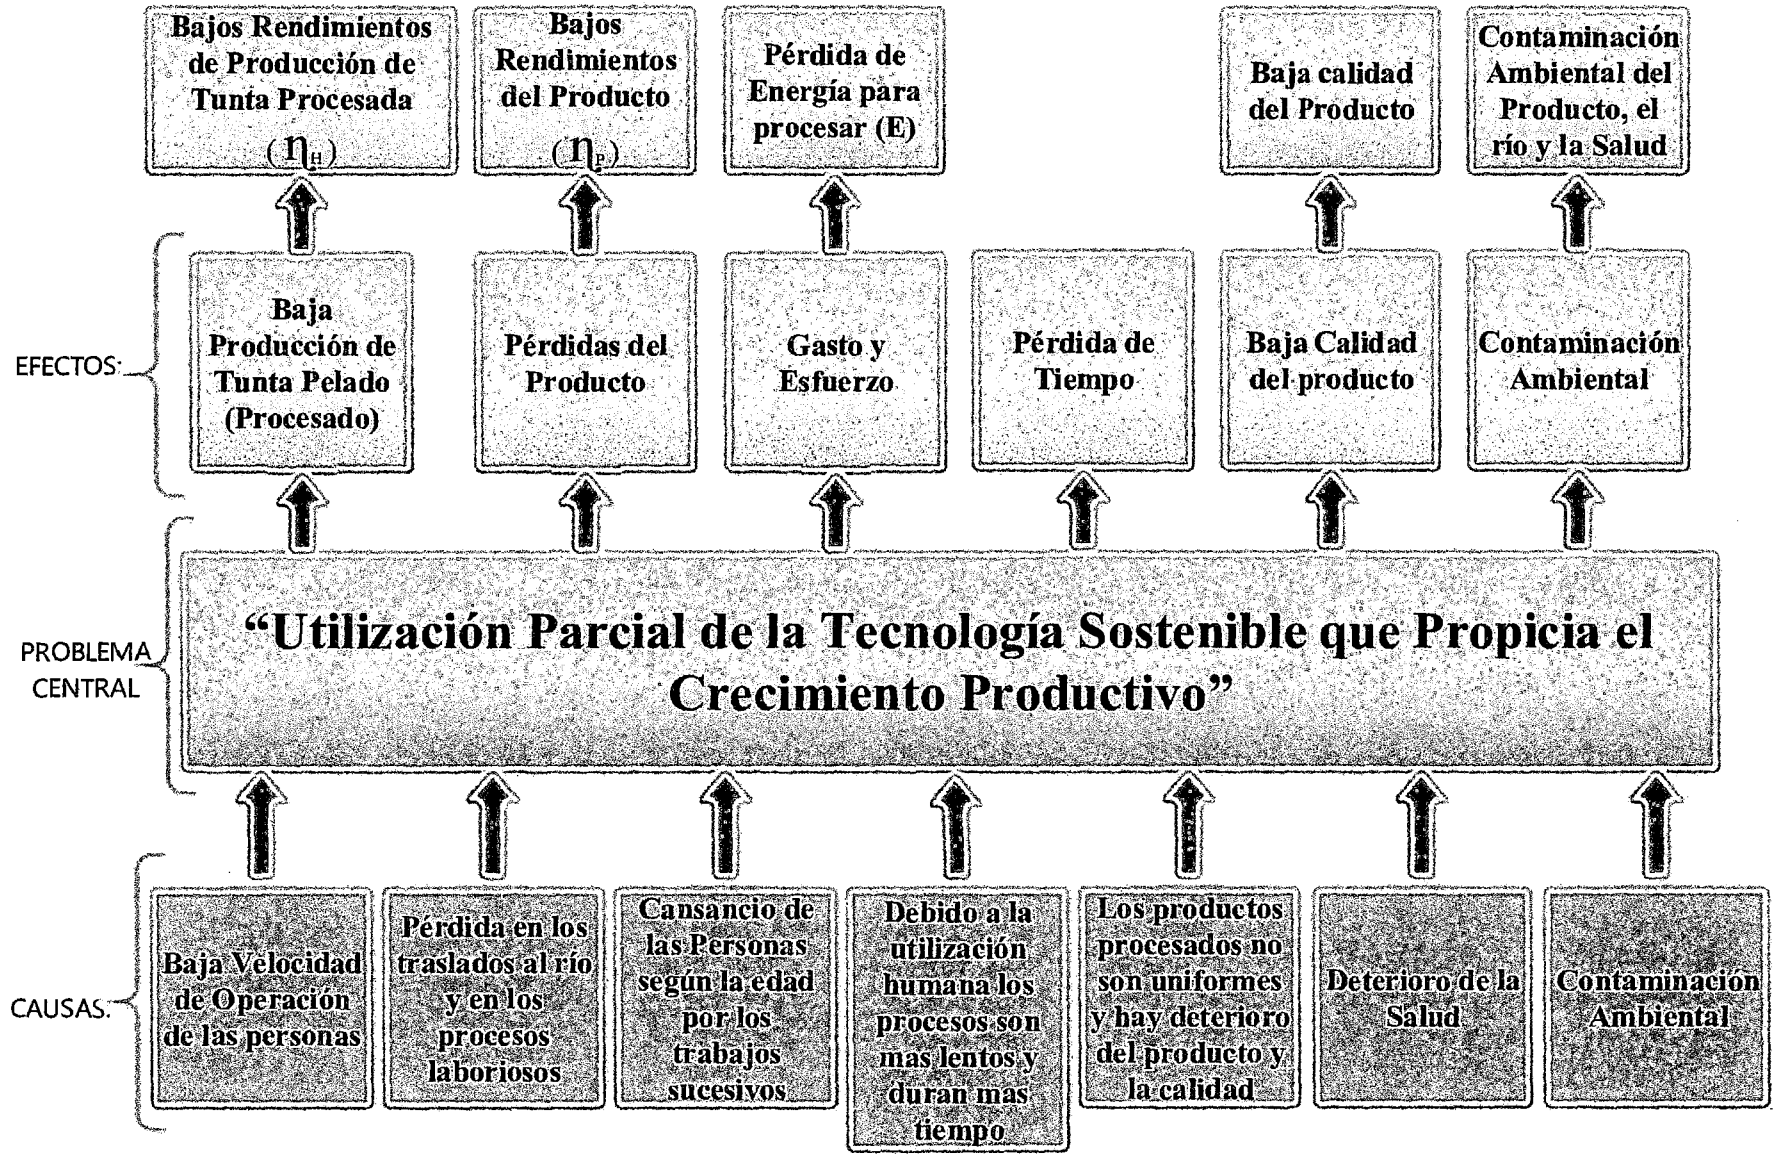 Bajos Rendimientos
de Producción de
Tunta Procesada
(ηH)
Bajos
Rendimientos
del Producto
(ηP)
Pérdida de
Energía para
procesar (E)
Baja calidad
del Producto
Contaminación
Ambiental del
Producto, el
río y la Salud
EFECTOS:
Baja
Producción de
Tunta Pelado
(Procesado)
Pérdidas del
Producto
Gasto y
Esfuerzo
Pérdida de
Tiempo
Baja Calidad
del producto
Contaminación
Ambiental
PROBLEMA
CENTRAL
“Utilización Parcial de la Tecnología Sostenible que Propicia el
Crecimiento Productivo”
CAUSAS:
Baja Velocidad
de Operación
de las personas
Pérdida en los
traslados al río
y en los
procesos
laboriosos
Cansancio de
las Personas
según la edad
por los
trabajos
sucesivos
Debido a la
utilización
humana los
procesos son
mas lentos y
duran mas
tiempo
Los productos
procesados no
son uniformes
y hay deterioro
del producto y
la calidad
Deterioro de la
Salud
Contaminación
Ambiental